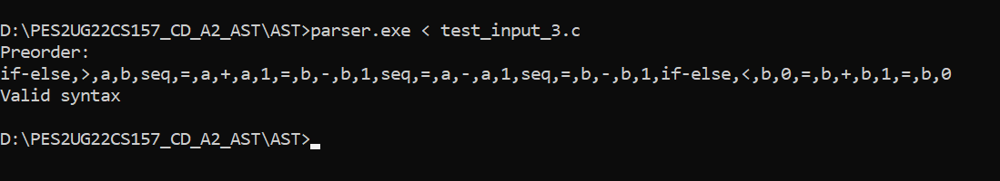 D:\PES2UG22CS157_CD_A2_AST\AST>parser.exe < test_input_3.c
Preorder:
if-else,>,a,b,seq,=,a,+,a,1,=,b,-,b,1,seq,=,a,-,a,1,seq,=,b,-,b,1,if-else,<,b,0,=,b,+,b,1,=,b,0
Valid syntax
D:\PES2UG22CS157_CD_A2_AST\AST>